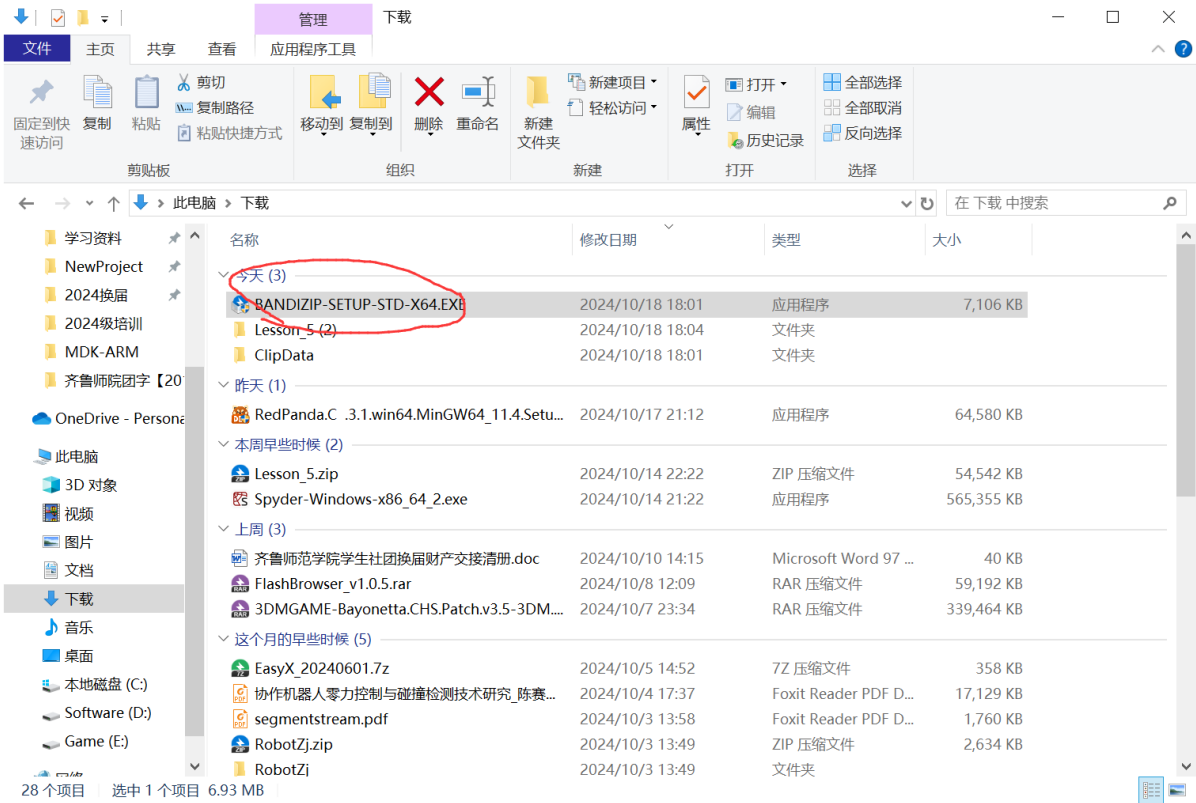 管理
下载
文件
主页
共享
查看
应用程序工具
固定到快
速访问
复制
粘贴
剪切
复制路径
粘贴快捷方式
剪贴板
移动到
复制到
删除
重命名
组织
新建
文件夹
新建项目
轻松访问
新建
属性
打开
编辑
历史记录
打开
全部选择
全部取消
反向选择
选择
此电脑
下载
在 下载 中搜索
学习资料
NewProject
2024换届
2024级培训
MDK-ARM
齐鲁师院团字【20
OneDrive - Persona
此电脑
3D 对象
视频
图片
文档
下载
音乐
桌面
本地磁盘 (C:)
Software (D:)
Game (E:)
网络
名称 修改日期 类型 大小
今天 (3)
BANDIZIP-SETUP-STD-X64.EXE 2024/10/18 18:01 应用程序 7,106 KB
Lesson_5 (2) 2024/10/18 18:04 文件夹
ClipData 2024/10/18 18:01 文件夹
昨天 (1)
RedPanda.C .3.1.win64.MinGW64_11.4.Setu... 2024/10/17 21:12 应用程序 64,580 KB
本周早些时候 (2)
Lesson_5.zip 2024/10/14 22:22 ZIP 压缩文件 54,542 KB
Spyder-Windows-x86_64_2.exe 2024/10/14 21:22 应用程序 565,355 KB
上周 (3)
齐鲁师范学院学生社团换届财产交接清册.doc 2024/10/10 14:15 Microsoft Word 97 ... 40 KB
FlashBrowser_v1.0.5.rar 2024/10/8 12:09 RAR 压缩文件 59,192 KB
3DMGAME-Bayonetta.CHS.Patch.v3.5-3DM.... 2024/10/7 23:34 RAR 压缩文件 339,464 KB
这个月的早些时候 (5)
EasyX_20240601.7z 2024/10/5 14:52 7Z 压缩文件 358 KB
协作机器人零力控制与碰撞检测技术研究_陈赛... 2024/10/4 17:37 Foxit Reader PDF D... 17,129 KB
segmentstream.pdf 2024/10/3 13:58 Foxit Reader PDF D... 1,760 KB
RobotZj.zip 2024/10/3 13:49 ZIP 压缩文件 2,634 KB
RobotZj 2024/10/3 13:49 文件夹
28 个项目 选中 1 个项目 6.93 MB